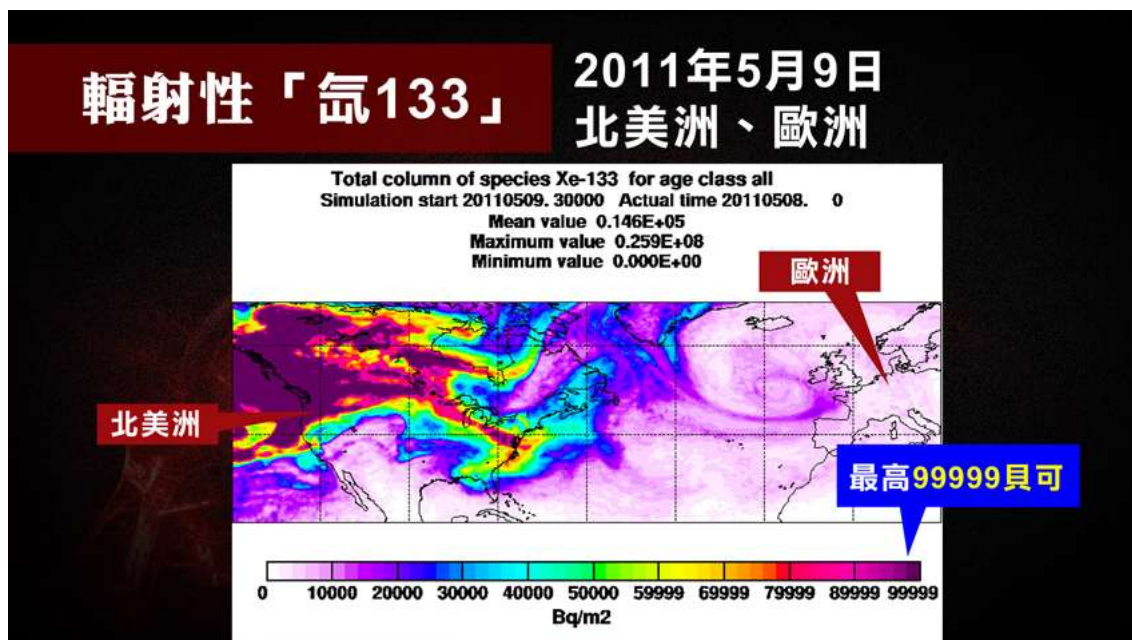 輻射性「氙133」
2011年5月9日
北美洲、歐洲
Total column of species Xe-133 for age class all
Simulation start 20110509. 30000 Actual time 20110508. 0
Mean value 0.146E+05
Maximum value 0.259E+08
Minimum value 0.000E+00
歐洲
北美洲
最高99999貝可
0 10000 20000 30000 40000 50000 59999 69999 79999 89999 99999
Bq/m2